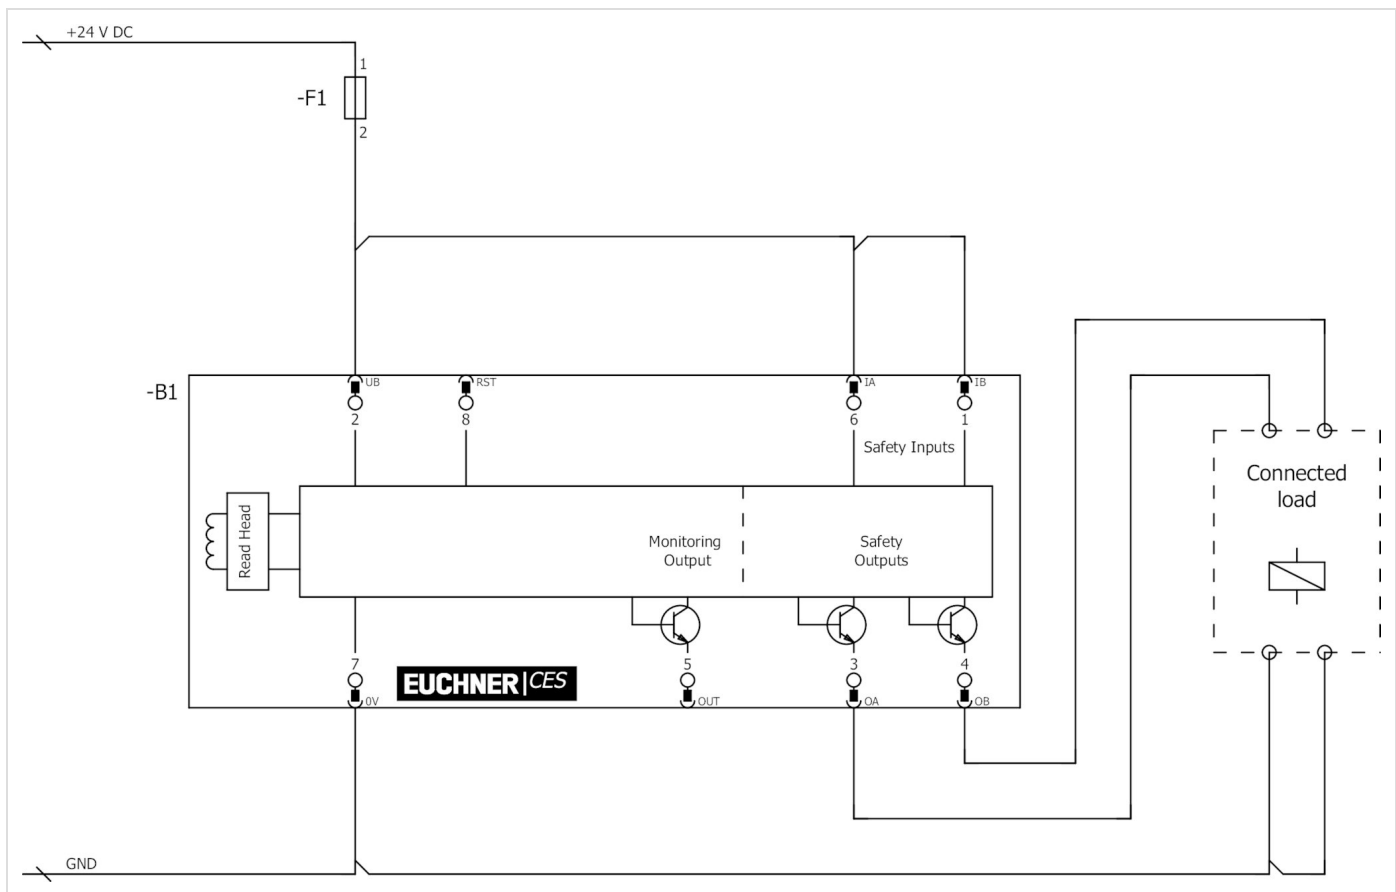 +24 V DC
1
-F1
2
-B1
UB
RST
IA
IB
2
8
6
1
Safety Inputs
Connected
load
Read Head
Monitoring
Output
Safety
Outputs
7
5
3
4
EUCHNER|CES
0V
OUT
OA
OB
GND